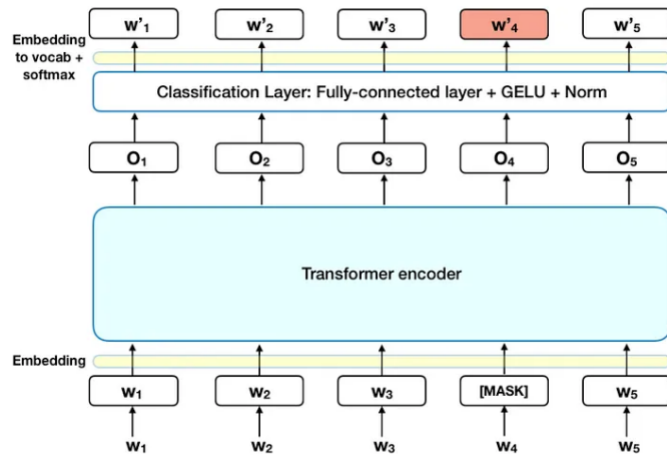 w'1 w'2 w'3 w'4 w'5
Embedding
to vocab +
softmax
Classification Layer: Fully-connected layer + GELU + Norm
O1 O2 O3 O4 O5
Transformer encoder
Embedding
w1 w2 w3 [MASK] w5
w1 w2 w3 w4 w5